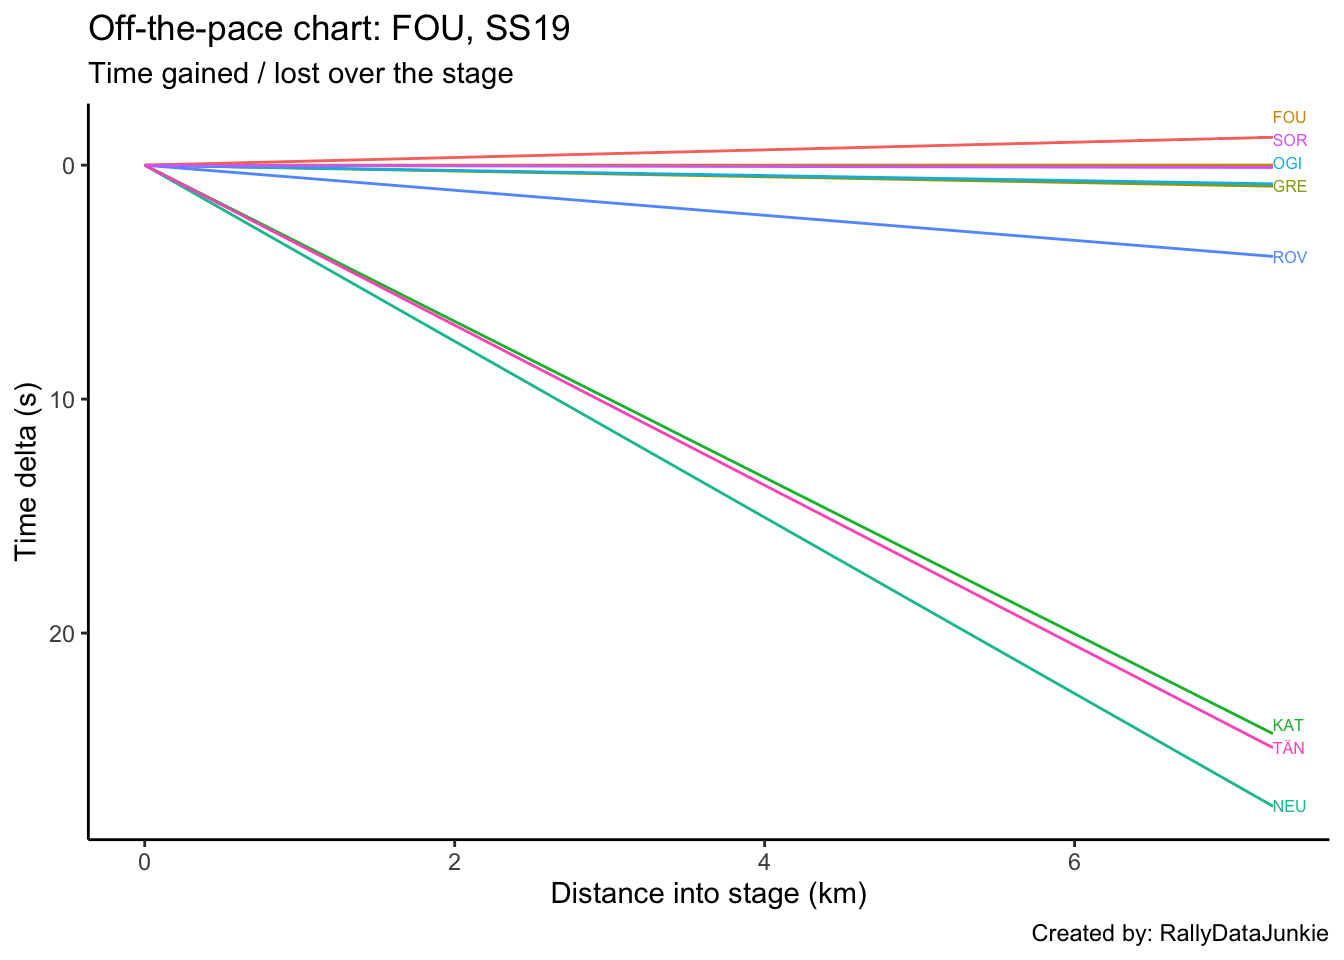 Off-the-pace chart: FOU, SS19
Time gained / lost over the stage
FOU
SOR
OGI
GRE
ROV
KAT
TÄN
NEU
0
10
20
Time delta (s)
0
2
4
6
Distance into stage (km)
Created by: RallyDataJunkie